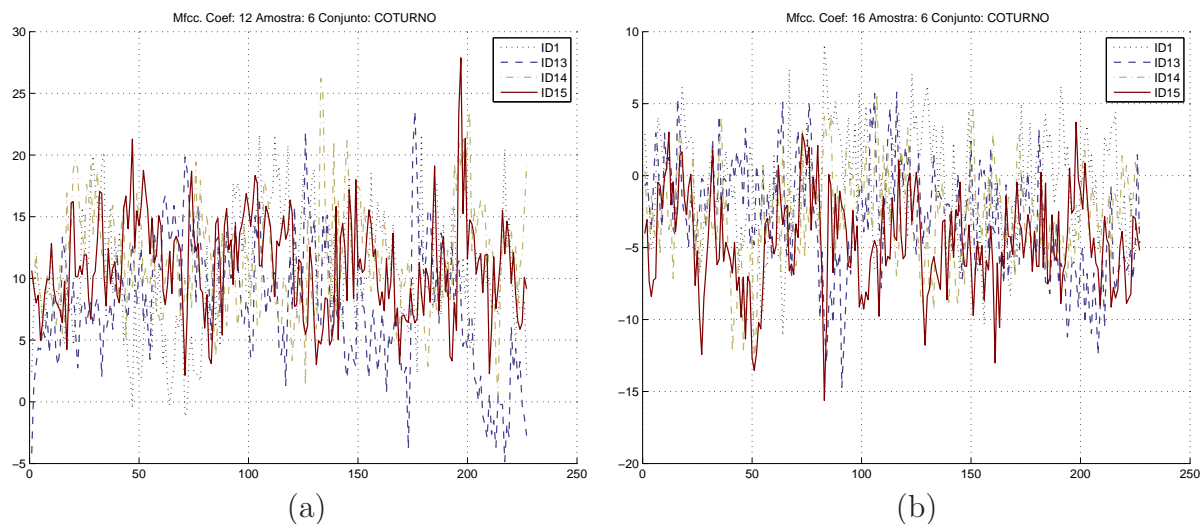 Mfcc. Coef: 12 Amostra: 6 Conjunto: COTURNO
30
25
20
15
10
5
0
−5
0 50 100 150 200 250
ID1
ID13
ID14
ID15
(a)
Mfcc. Coef: 16 Amostra: 6 Conjunto: COTURNO
10
5
0
−5
−10
−15
−20
0 50 100 150 200 250
ID1
ID13
ID14
ID15
(b)